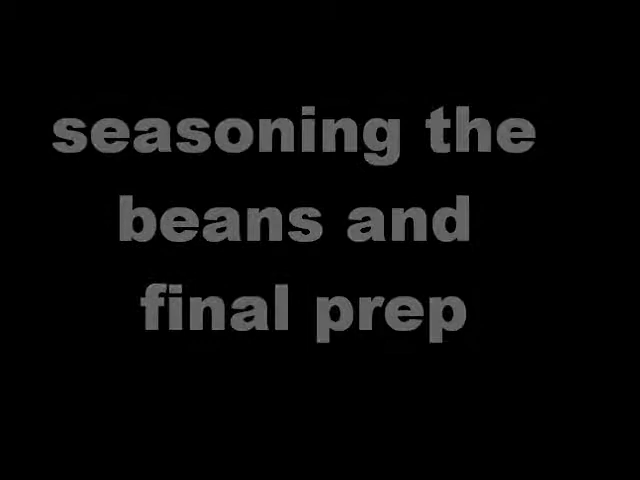 seasoning the
beans and
final prep